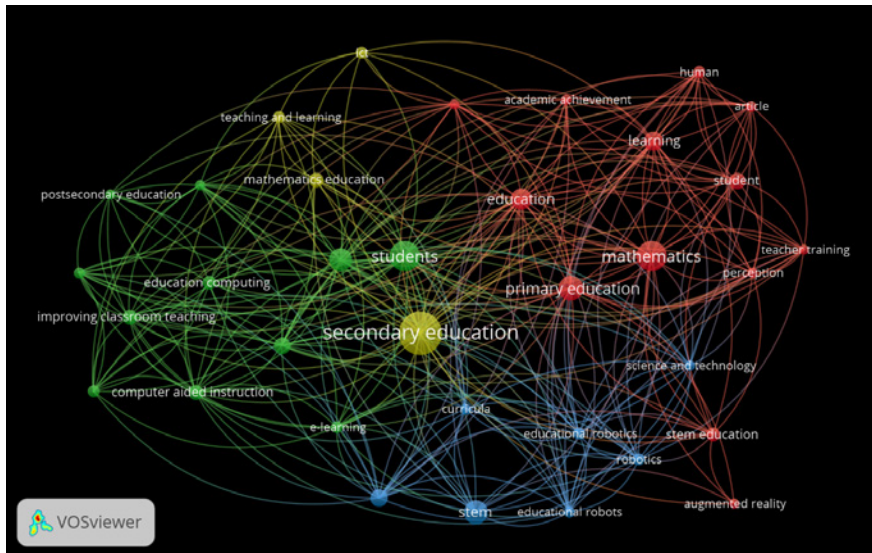 ict
human
academic achievement
article
teaching and learning
learning
mathematics education
student
postsecondary education
education
students
mathematics
teacher training
perception
education computing
primary education
improving classroom teaching
secondary education
science and technology
computer aided instruction
curricula
e-learning
educational robotics
stem education
robotics
augmented reality
stem
educational robots
VOSviewer